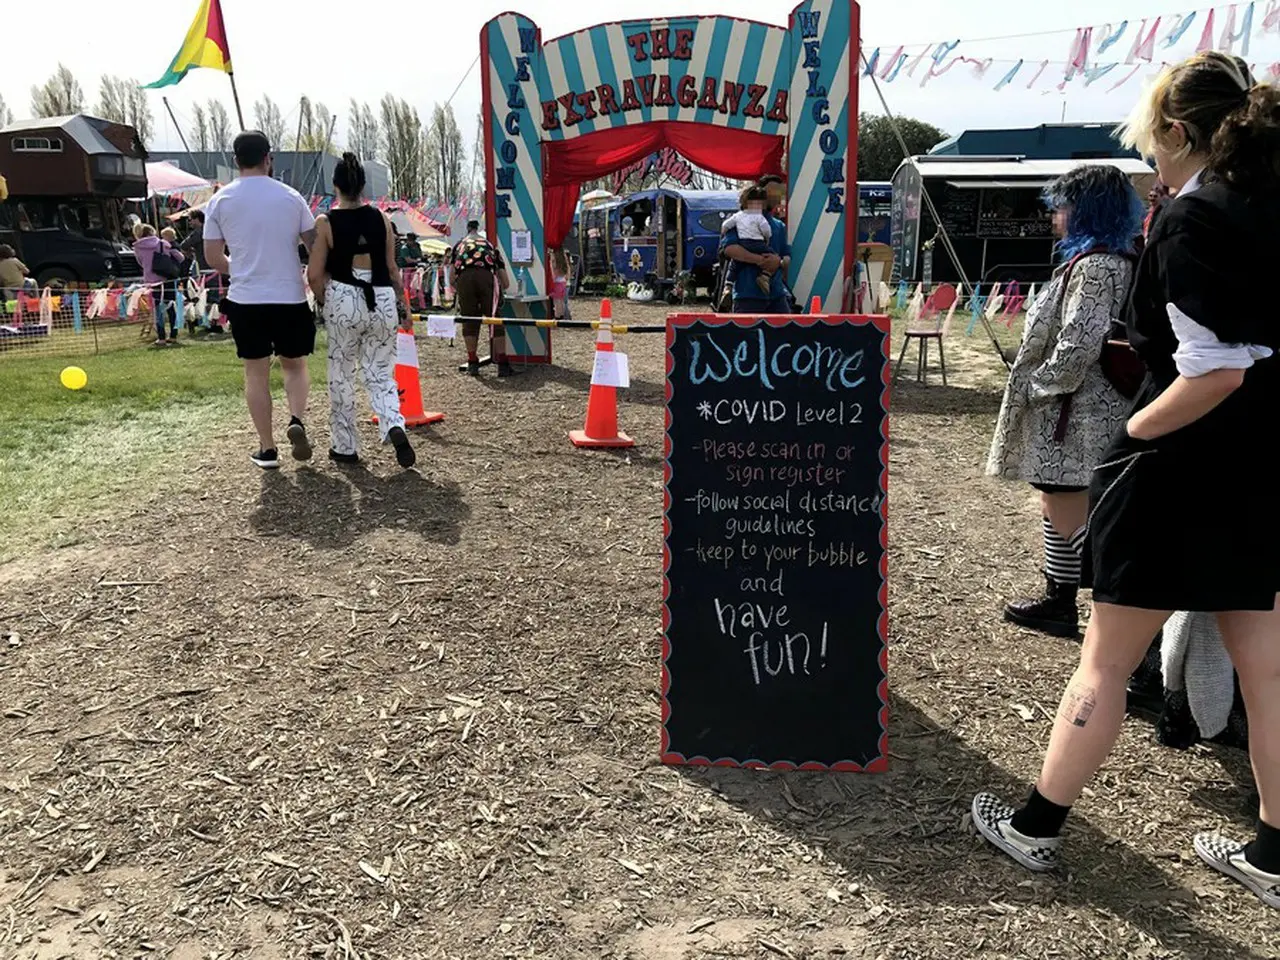 THE
EXTRAVAGANZA
WELCOME
WELCOME
welcome
*COVID Level 2
-Please scan in or
sign register
-follow social distance
guidelines
-keep to your bubble
and
have
fun!